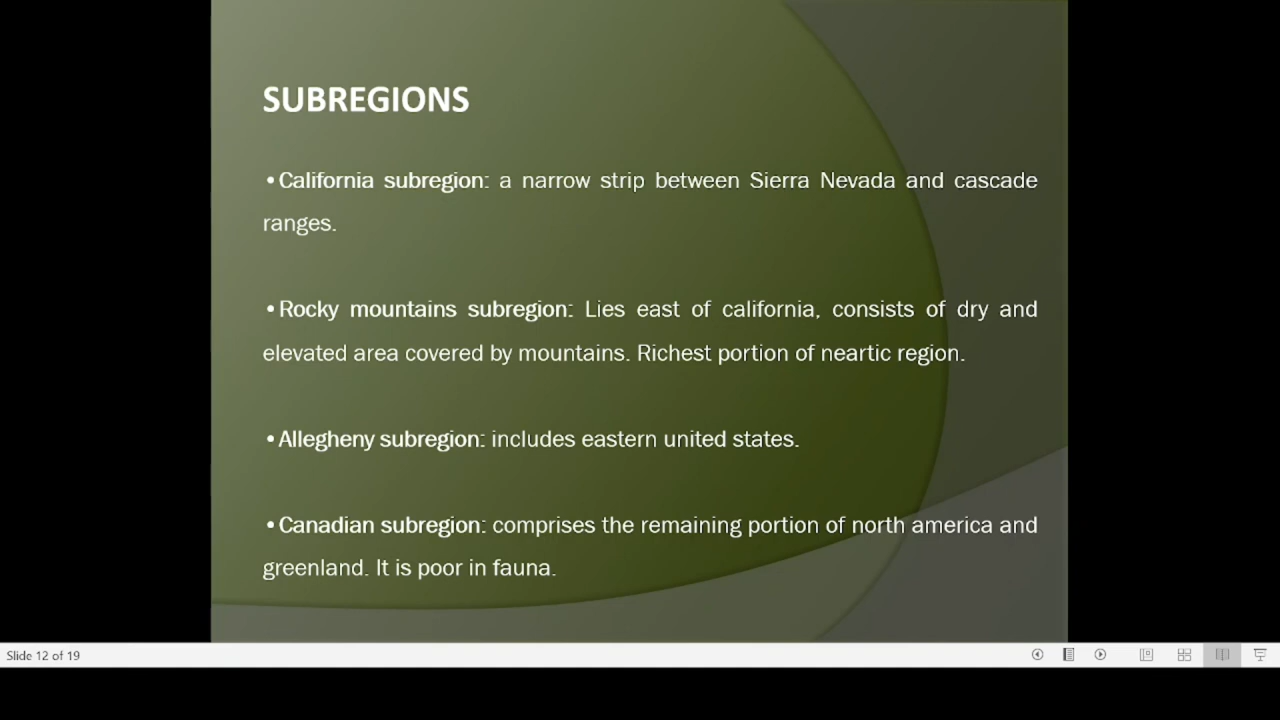 SUBREGIONS
•California subregion: a narrow strip between Sierra Nevada and cascade
ranges.
•Rocky mountains subregion: Lies east of california, consists of dry and
elevated area covered by mountains. Richest portion of neartic region.
•Allegheny subregion: includes eastern united states.
•Canadian subregion: comprises the remaining portion of north america and
greenland. It is poor in fauna.
Slide 12 of 19